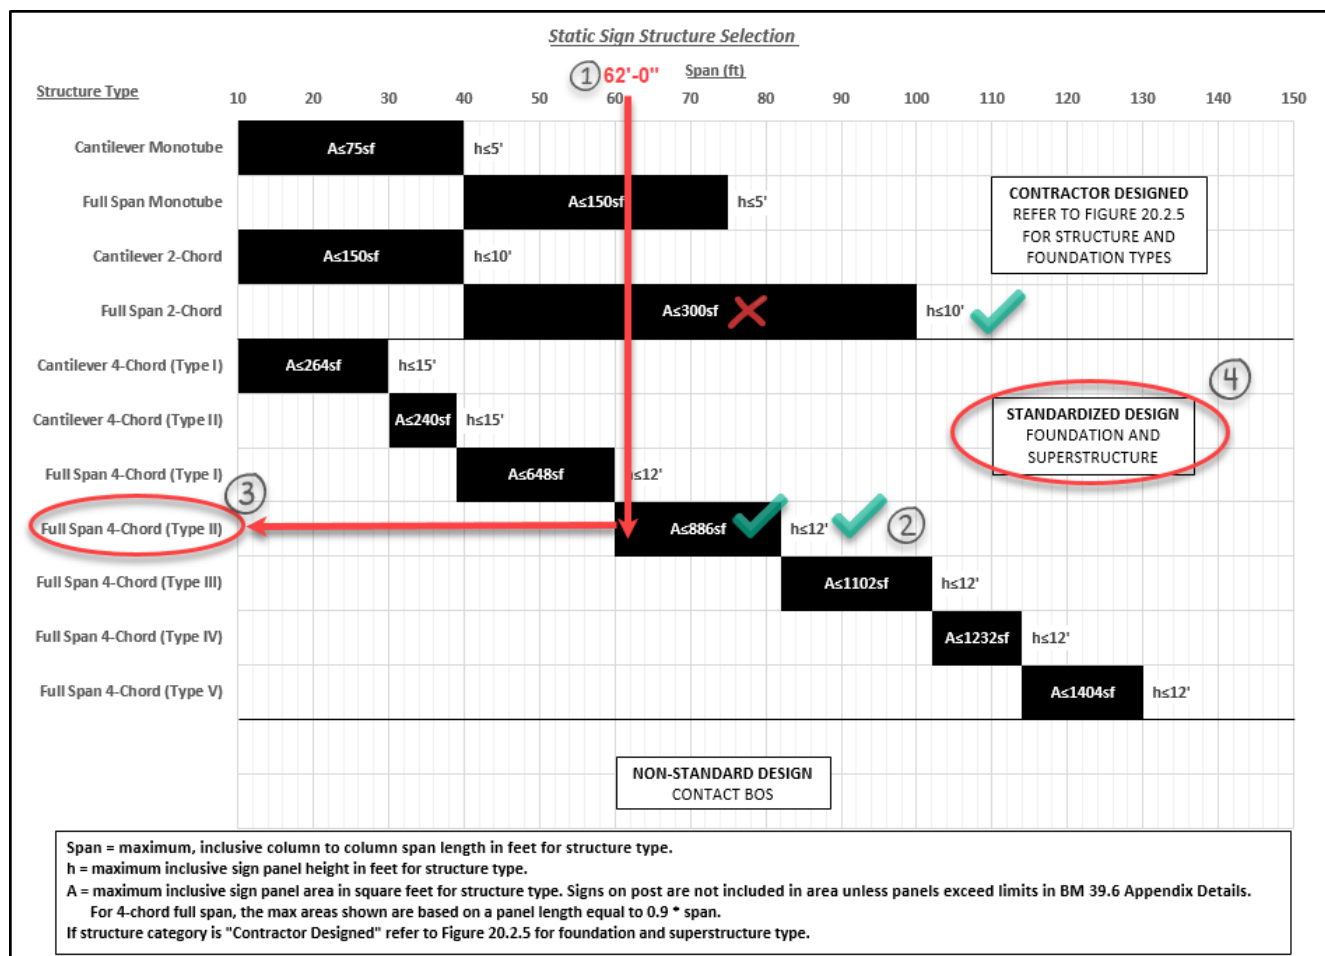 Static Sign Structure Selection
1 62'-0" Span (ft)
Structure Type
10 20 30 40 50 60 70 80 90 100 110 120 130 140 150
Cantilever Monotube A≤75sf h≤5'
Full Span Monotube A≤150sf h≤5'
CONTRACTOR DESIGNED
REFER TO FIGURE 20.2.5
FOR STRUCTURE AND
FOUNDATION TYPES
Cantilever 2-Chord A≤150sf h≤10'
Full Span 2-Chord A≤300sf h≤10'
Cantilever 4-Chord (Type I) A≤264sf h≤15'
4
Cantilever 4-Chord (Type II) A≤240sf h≤15'
STANDARDIZED DESIGN
FOUNDATION AND
SUPERSTRUCTURE
Full Span 4-Chord (Type I) A≤648sf h≤12'
3
Full Span 4-Chord (Type II) A≤886sf h≤12' 2
Full Span 4-Chord (Type III) A≤1102sf h≤12'
Full Span 4-Chord (Type IV) A≤1232sf h≤12'
Full Span 4-Chord (Type V) A≤1404sf h≤12'
NON-STANDARD DESIGN
CONTACT BOS
Span = maximum, inclusive column to column span length in feet for structure type.
h = maximum inclusive sign panel height in feet for structure type.
A = maximum inclusive sign panel area in square feet for structure type. Signs on post are not included in area unless panels exceed limits in BM 39.6 Appendix Details.
For 4-chord full span, the max areas shown are based on a panel length equal to 0.9 * span.
If structure category is "Contractor Designed" refer to Figure 20.2.5 for foundation and superstructure type.